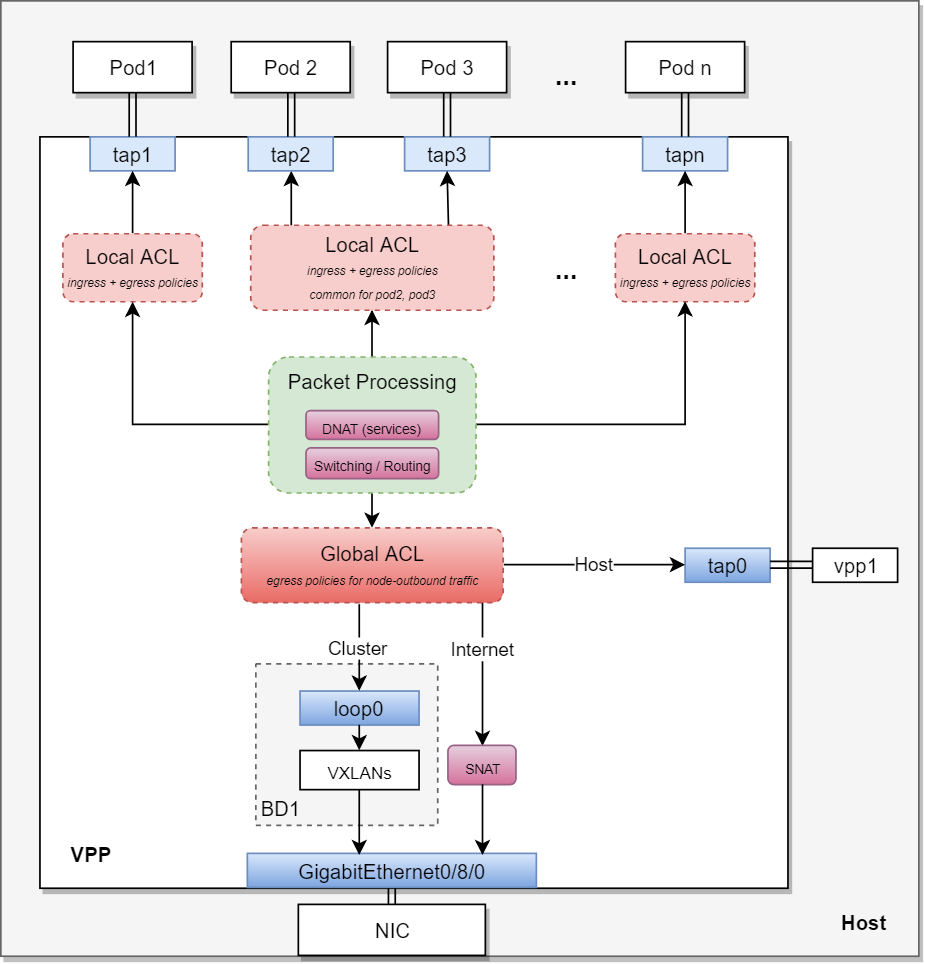 Pod1
Pod 2
Pod 3
...
Pod n
tap1
tap2
tap3
tapn
Local ACL
ingress + egress policies
Local ACL
ingress + egress policies
common for pod2, pod3
...
Local ACL
ingress + egress policies
Packet Processing
DNAT (services)
Switching / Routing
Global ACL
egress policies for node-outbound traffic
Host
tap0
vpp1
Cluster
Internet
loop0
VXLANs
SNAT
BD1
VPP
GigabitEthernet0/8/0
Host
NIC